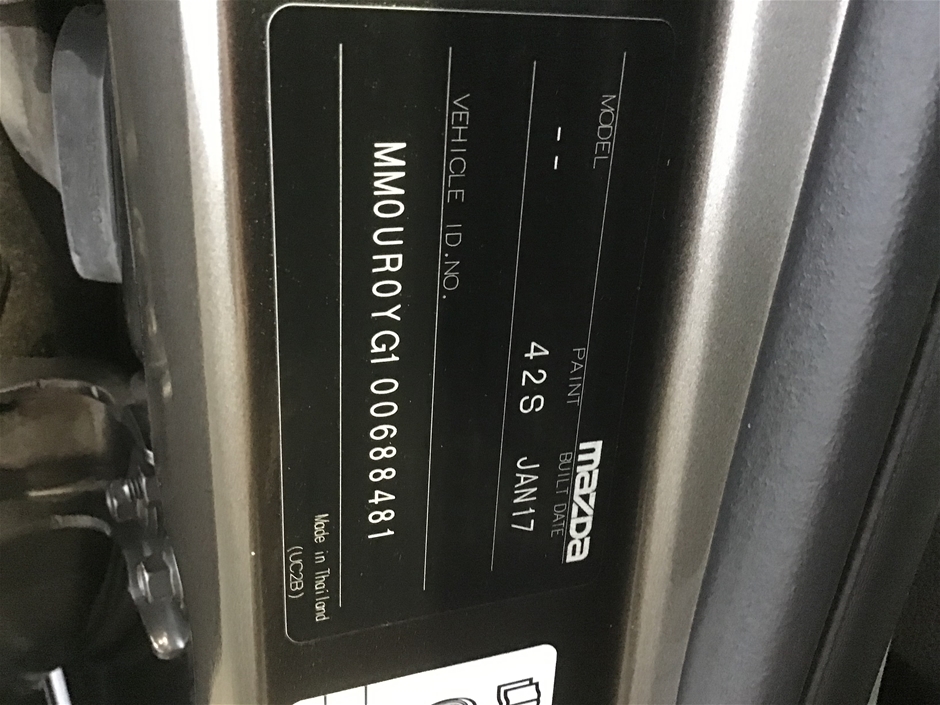 mazda
MODEL PAINT BUILT DATE
-- 42S JAN17
VEHICLE ID.NO.
MM0UR0YG100688481
Made in Thailand
(UC2B)